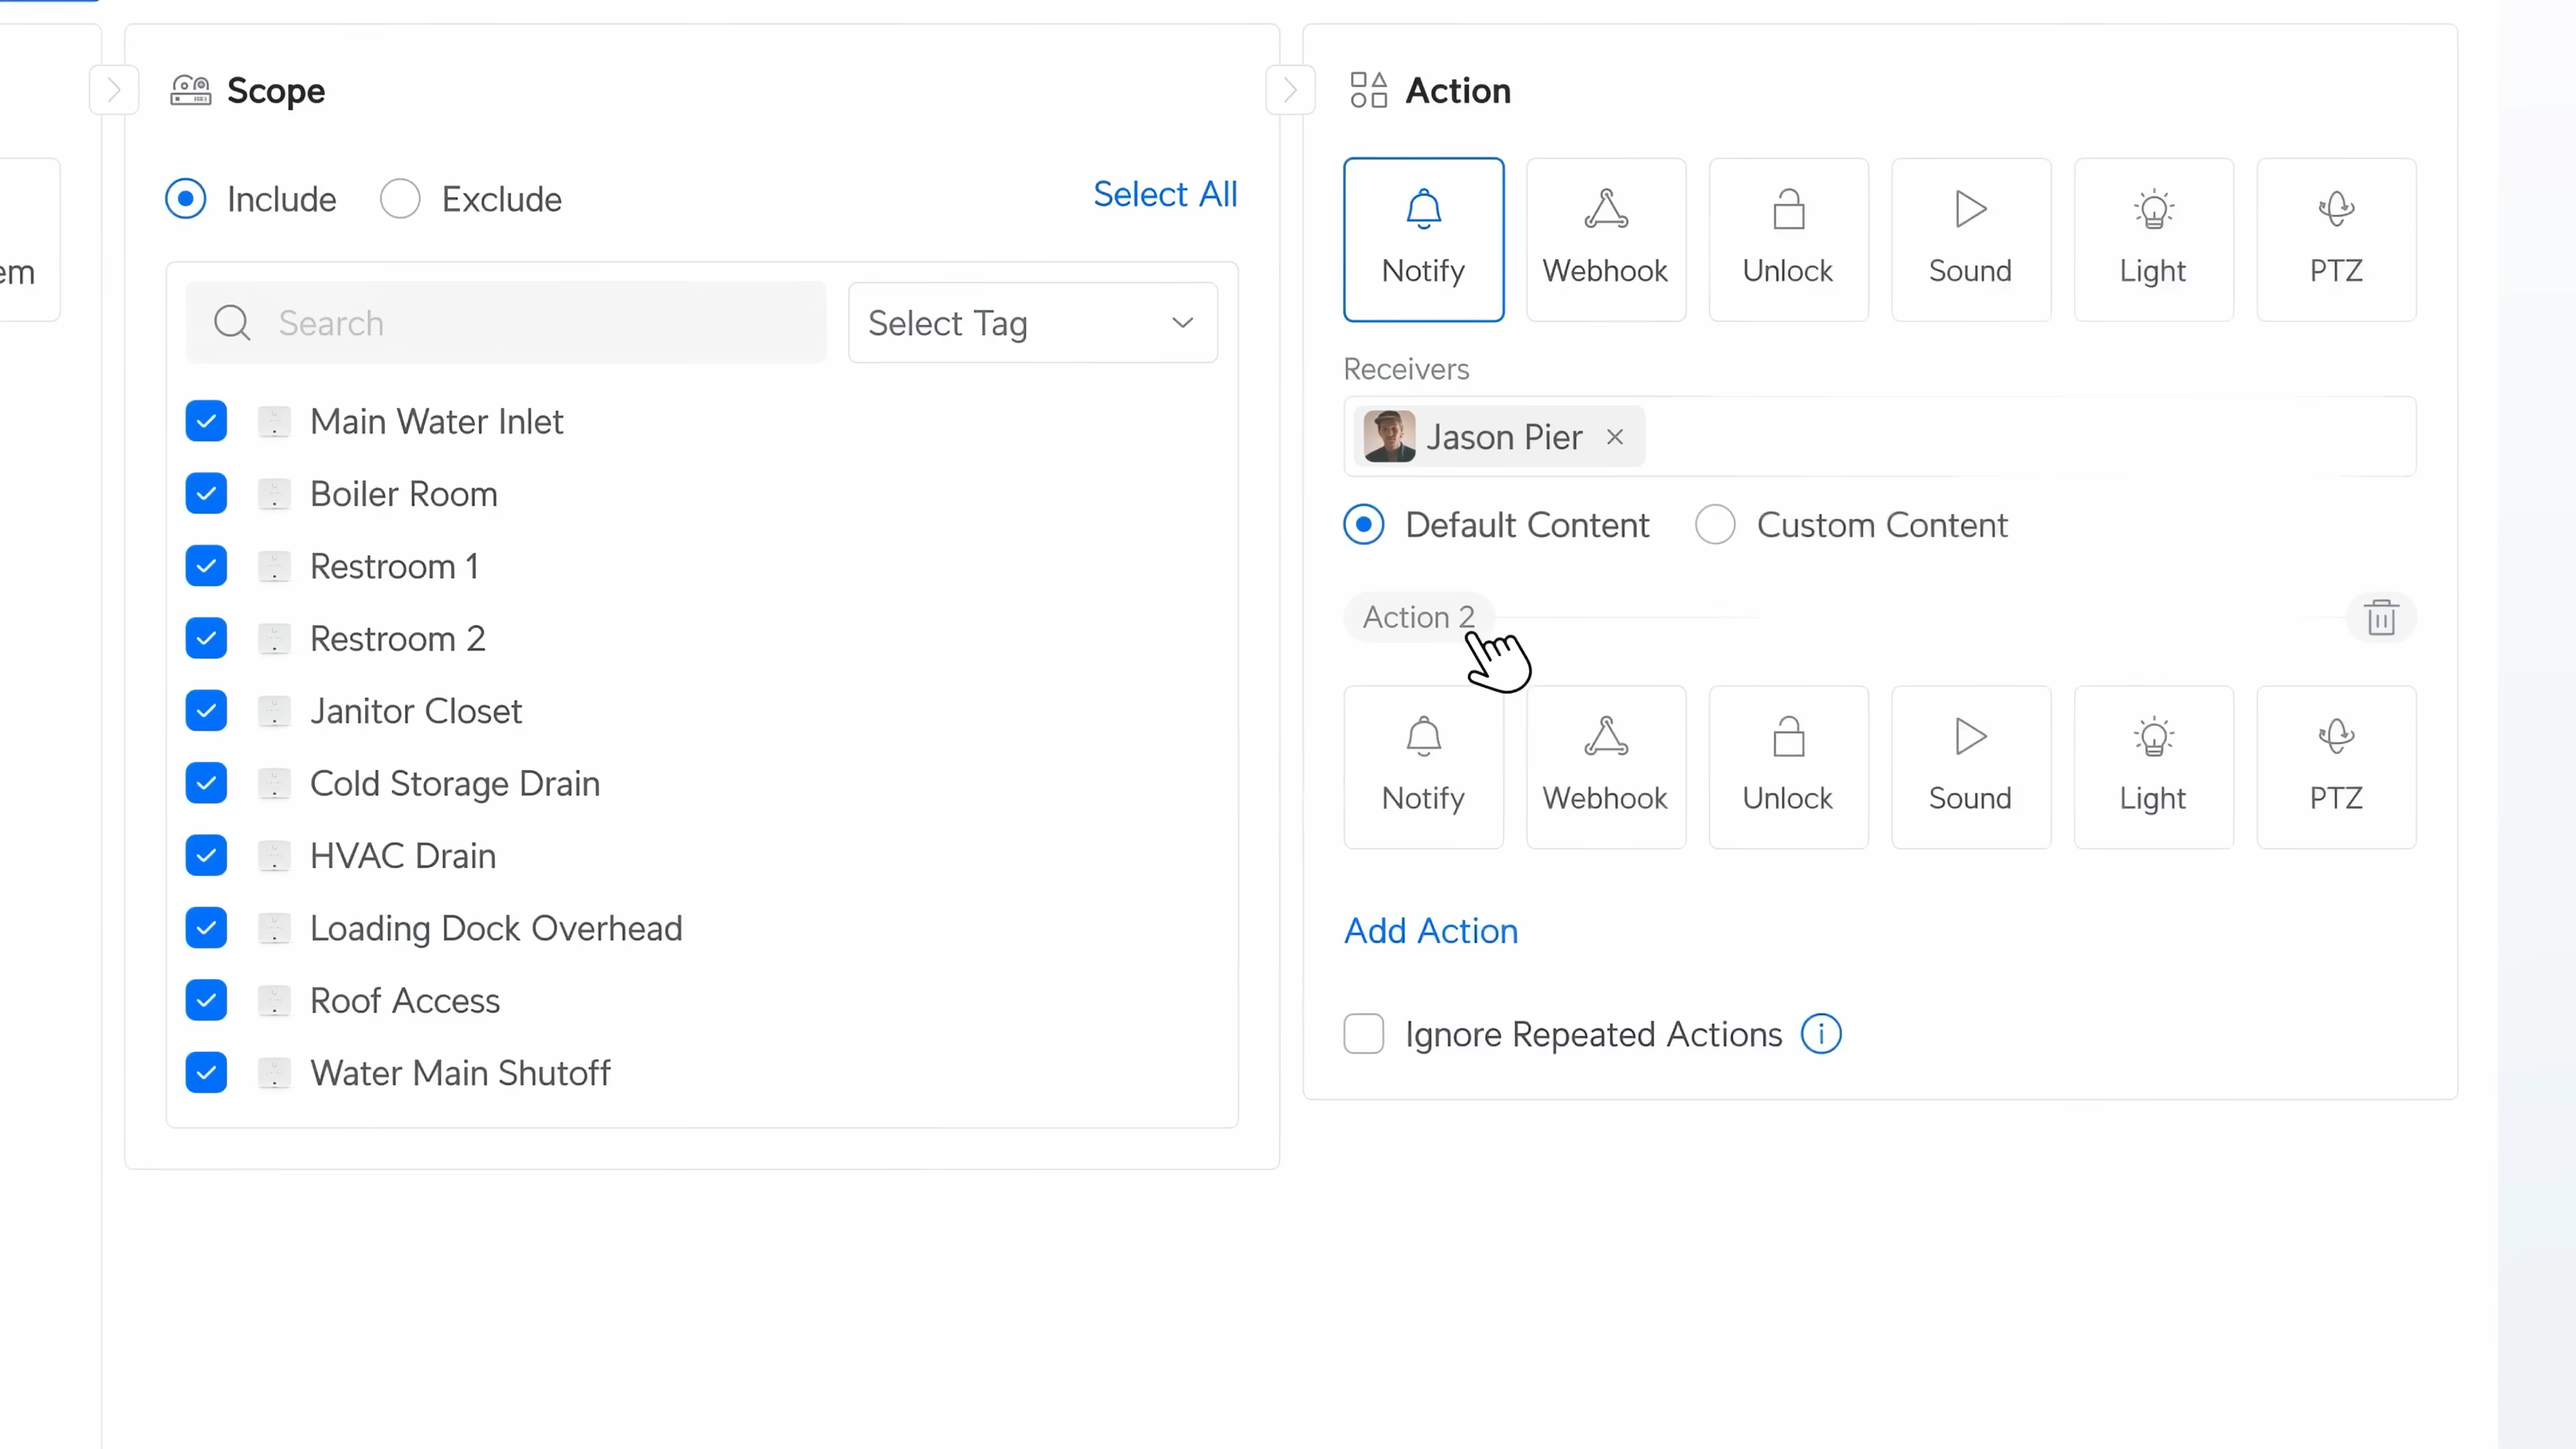 em
Scope
Include
Exclude
Select All
Search
Select Tag
Main Water Inlet
Boiler Room
Restroom 1
Restroom 2
Janitor Closet
Cold Storage Drain
HVAC Drain
Loading Dock Overhead
Roof Access
Water Main Shutoff
Action
Notify
Webhook
Unlock
Sound
Light
PTZ
Receivers
Jason Pier
Default Content
Custom Content
Action 2
Notify
Webhook
Unlock
Sound
Light
PTZ
Add Action
Ignore Repeated Actions